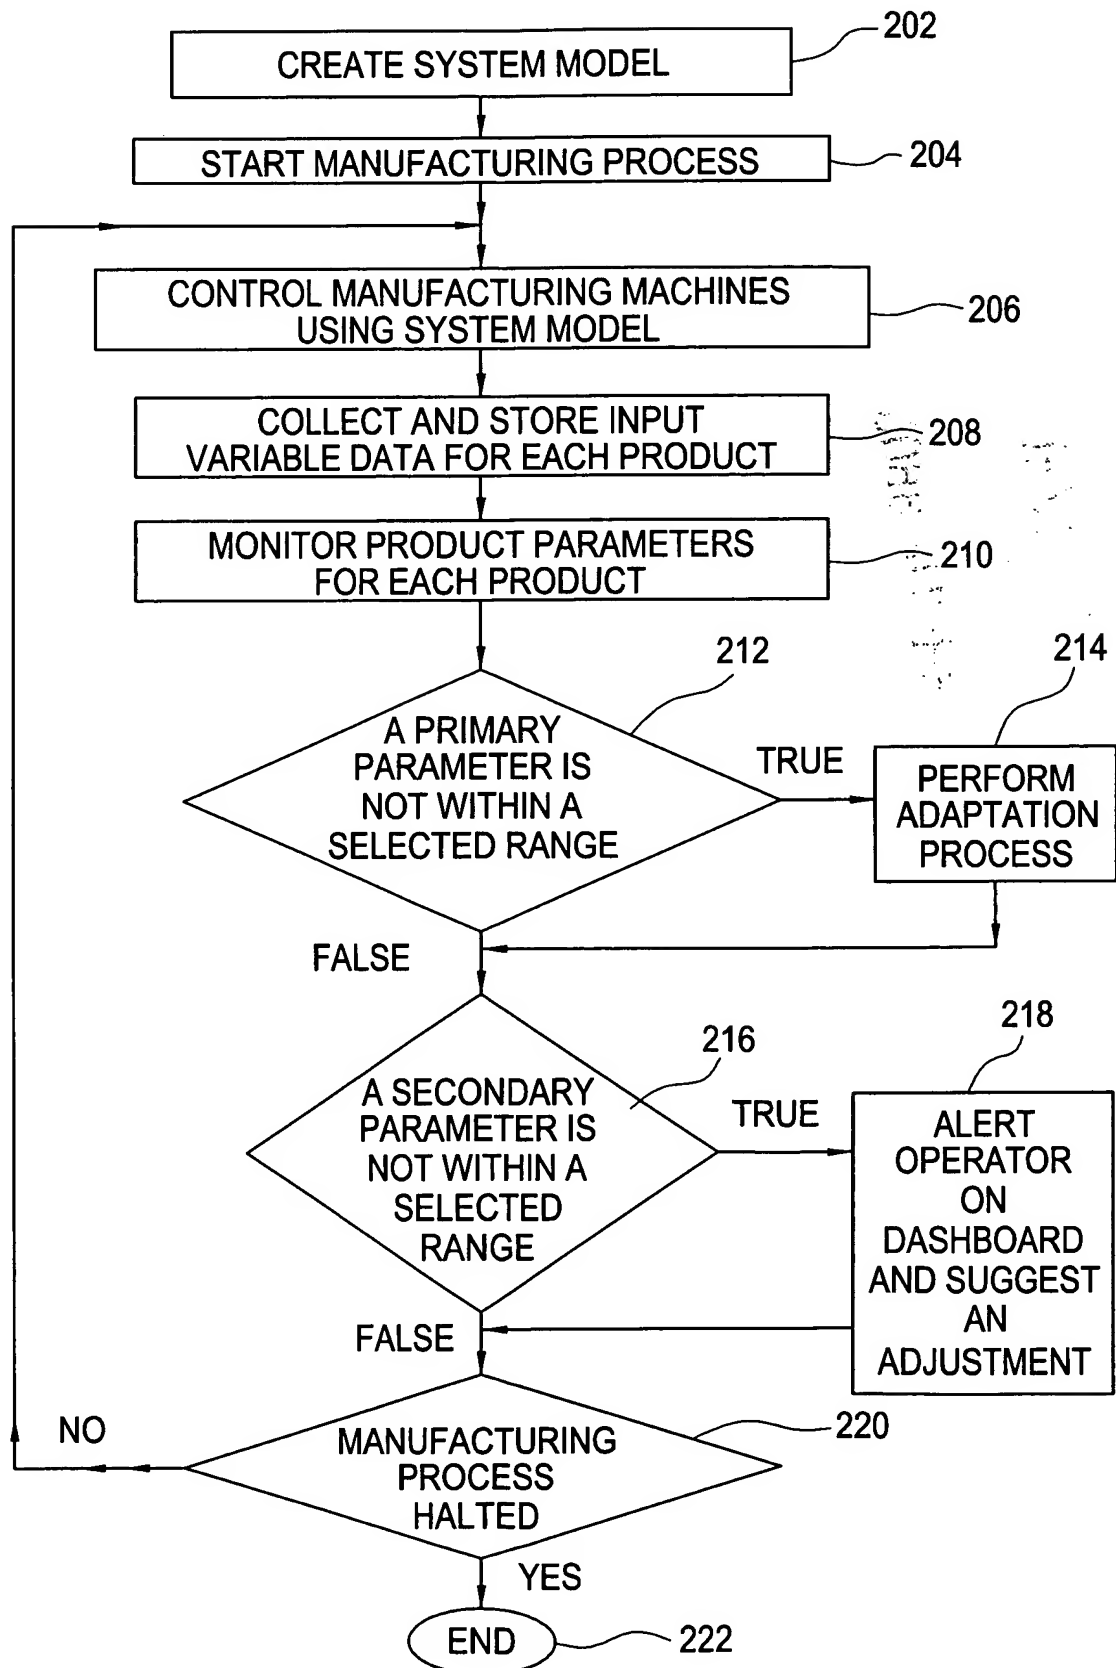 202
CREATE SYSTEM MODEL
START MANUFACTURING PROCESS
204
CONTROL MANUFACTURING MACHINES
USING SYSTEM MODEL
206
COLLECT AND STORE INPUT
VARIABLE DATA FOR EACH PRODUCT
208
MONITOR PRODUCT PARAMETERS
FOR EACH PRODUCT
210
212
214
A PRIMARY
PARAMETER IS
NOT WITHIN A
SELECTED RANGE
TRUE
PERFORM
ADAPTATION
PROCESS
FALSE
216
218
A SECONDARY
PARAMETER IS
NOT WITHIN A
SELECTED
RANGE
TRUE
ALERT
OPERATOR
ON
DASHBOARD
AND SUGGEST
AN
ADJUSTMENT
FALSE
NO
220
MANUFACTURING
PROCESS
HALTED
YES
END
222